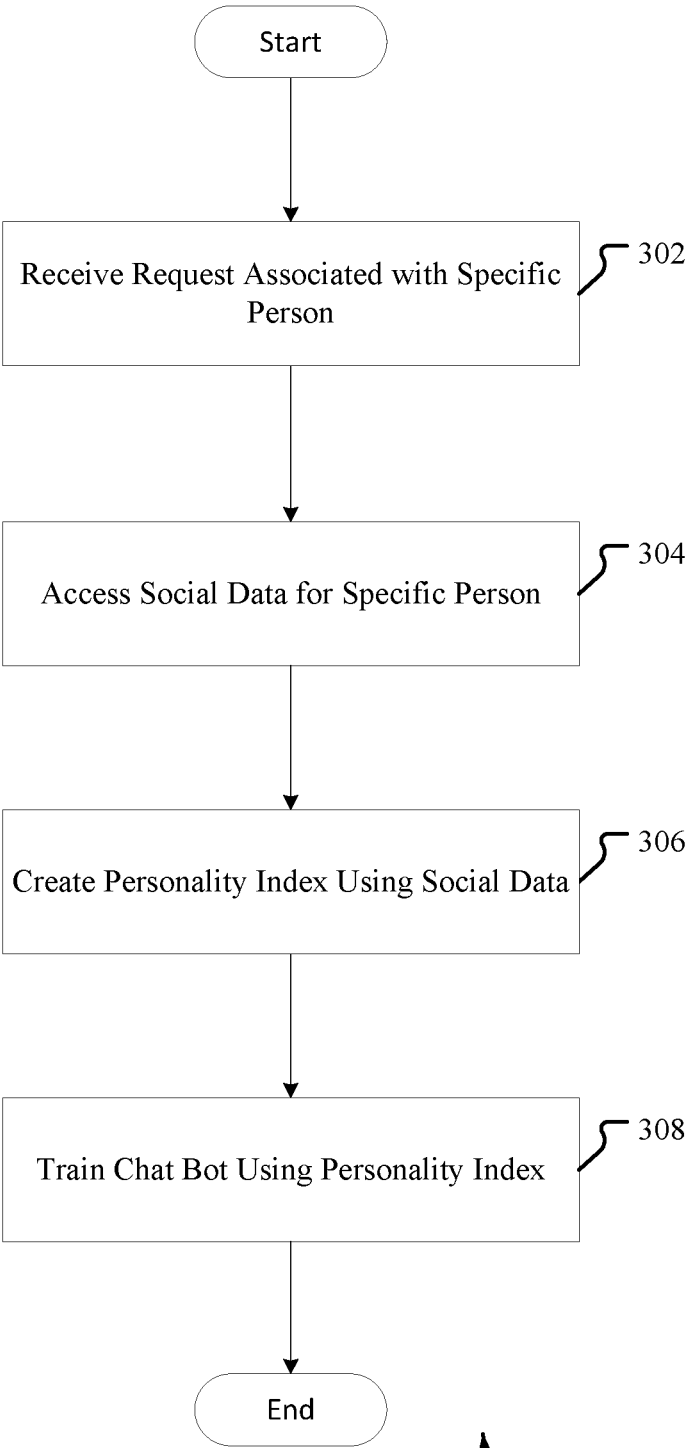 Start
Receive Request Associated with Specific
Person
302
Access Social Data for Specific Person
304
Create Personality Index Using Social Data
306
Train Chat Bot Using Personality Index
308
End